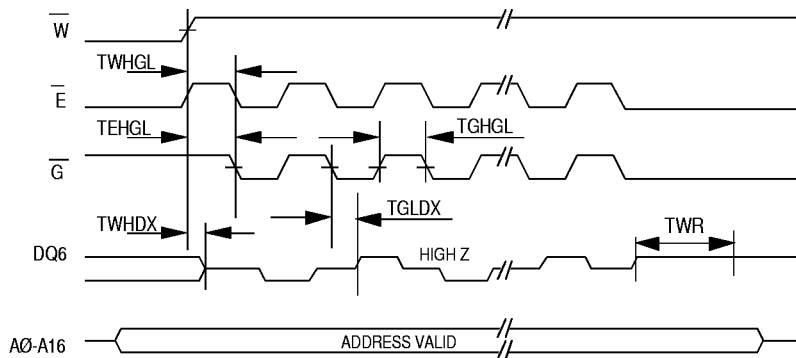 W
TWHGL
E
TEHGL
TGHGL
G
TWHDX
TGLDX
DQ6
HIGH Z
TWR
AØ-A16
ADDRESS VALID